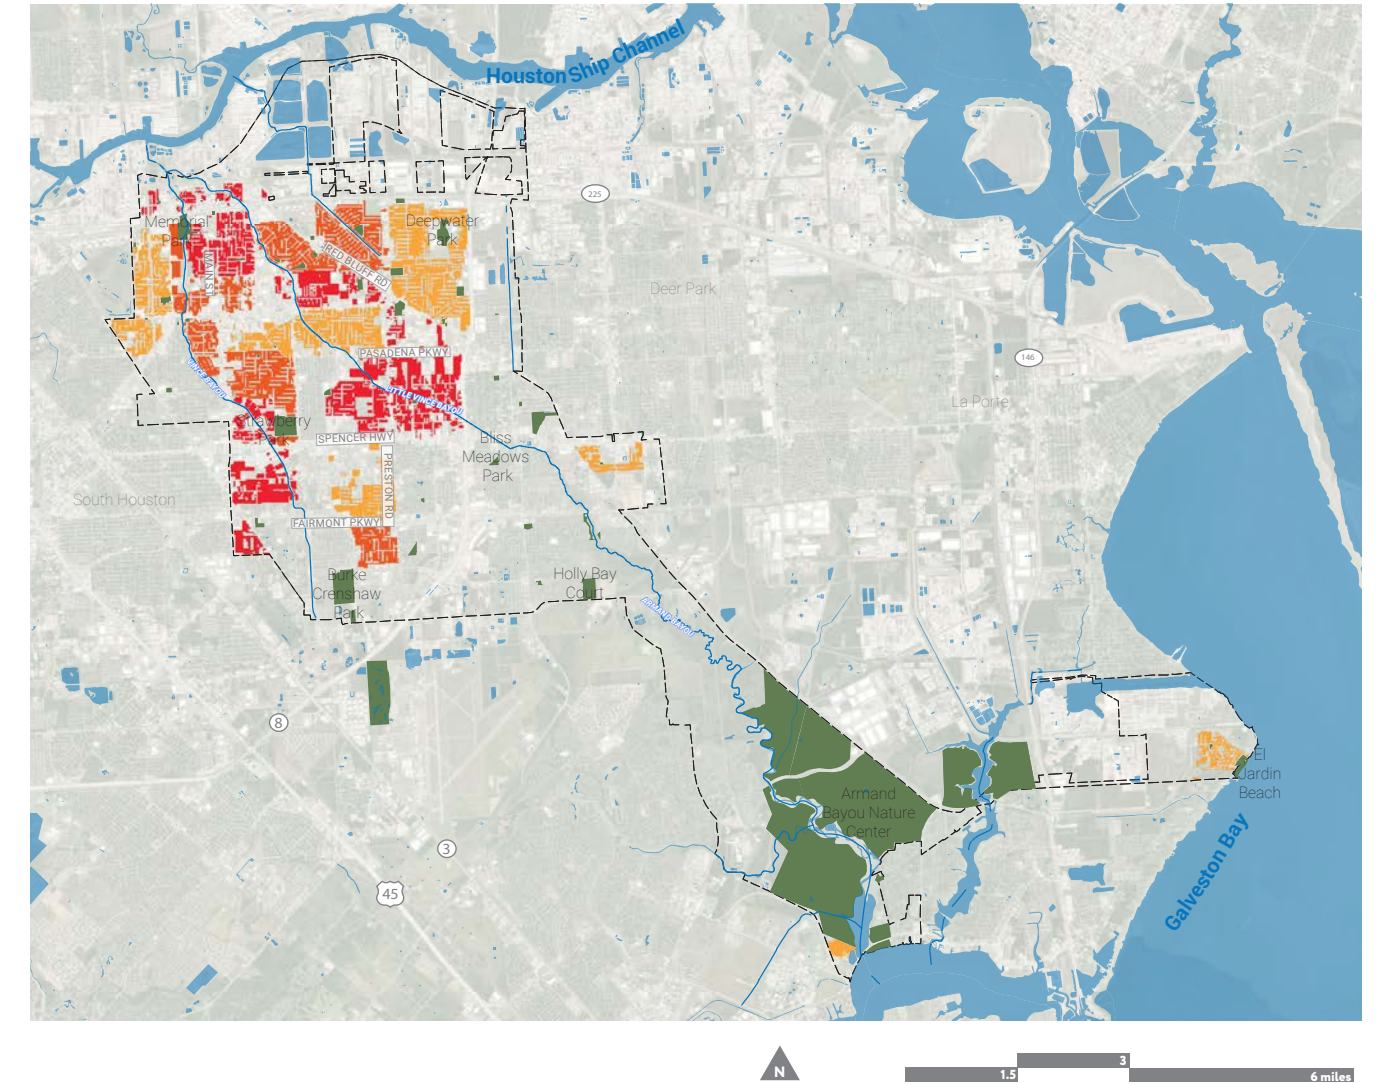 Houston Ship Channel
225
Memorial
Park
Deepwater
Park
MAIN ST
RED BLUFF RD
Deer Park
146
PASADENA PKWY
VINCE BAYOU
LITTLE VINCE BAYOU
La Porte
Strawberry
Park
SPENCER HWY
Bliss
Meadows
Park
PRESTON RD
South Houston
FAIRMONT PKWY
Burke
Crenshaw
Park
Holly Bay
Court
ARMAND BAYOU
8
El
Jardin
Beach
Armand
Bayou Nature
Center
3
45
Galveston Bay
N
1.5
3
6 miles